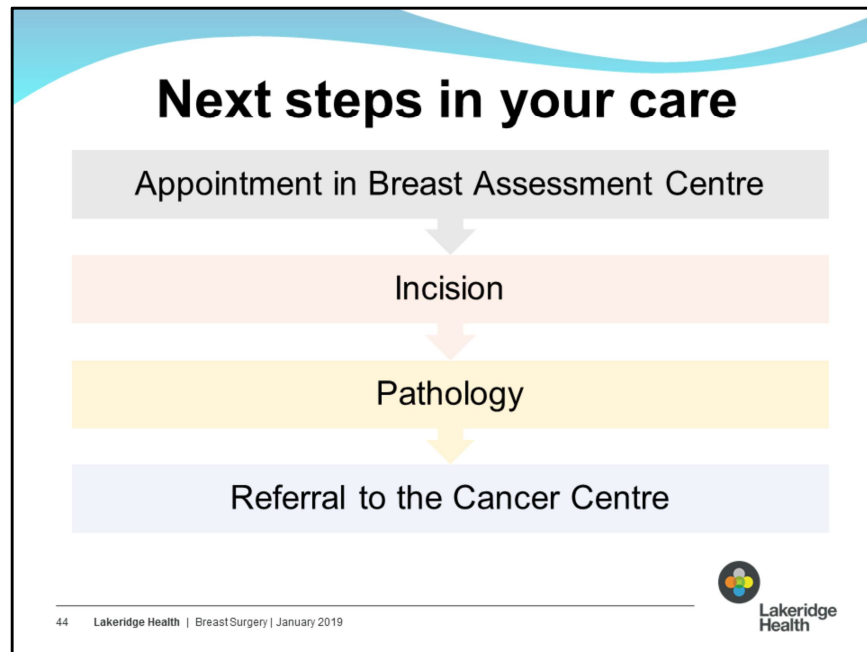 Next steps in your care
Appointment in Breast Assessment Centre
Incision
Pathology
Referral to the Cancer Centre
44 Lakeridge Health | Breast Surgery | January 2019
Lakeridge
Health